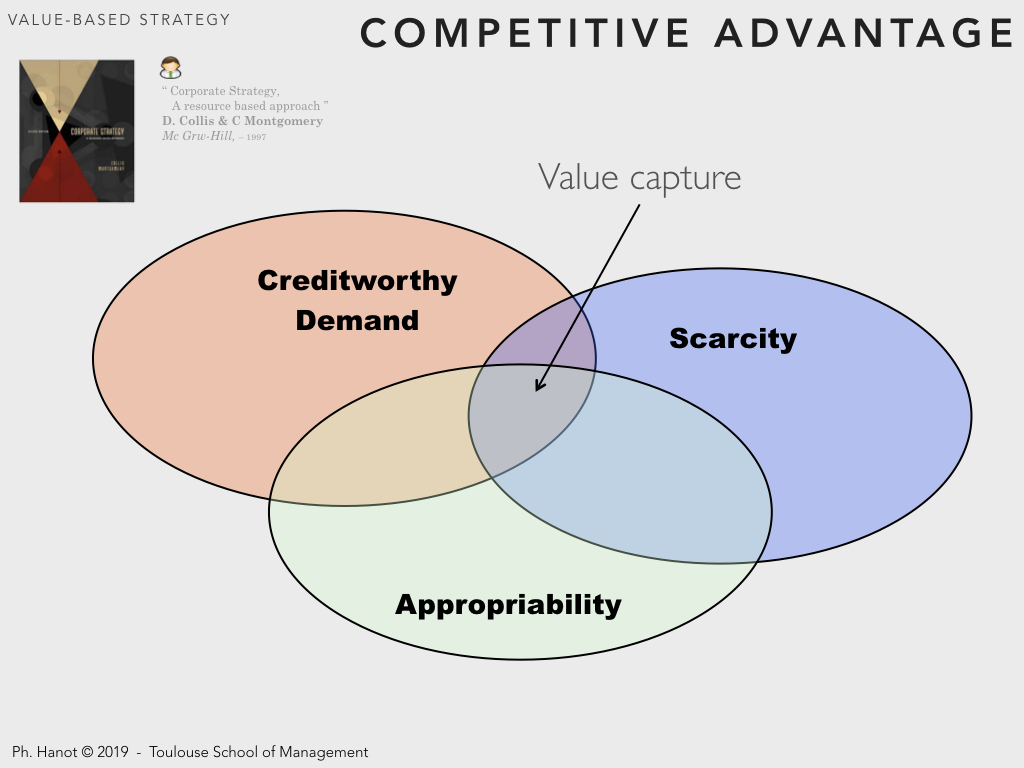 VALUE-BASED STRATEGY
COMPETITIVE ADVANTAGE
“ Corporate Strategy,
A resource based approach ”
D. Collis & C Montgomery
Mc Grw-Hill, – 1997
CORPORATE STRATEGY
COLLIS
MONTGOMERY
Value capture
Creditworthy
Demand
Scarcity
Appropriability
Ph. Hanot © 2019 - Toulouse School of Management